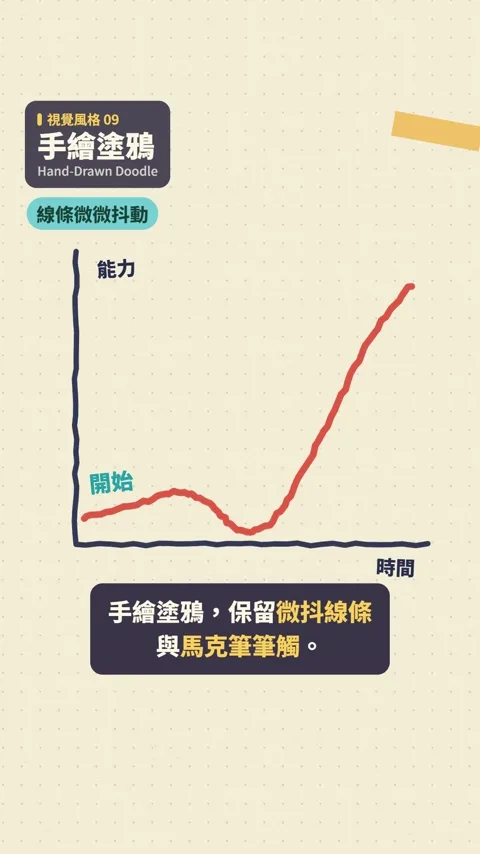 視覺風格 09
手繪塗鴉
Hand-Drawn Doodle
線條微微抖動
能力
開始
時間
手繪塗鴉，保留微抖線條
與馬克筆筆觸。